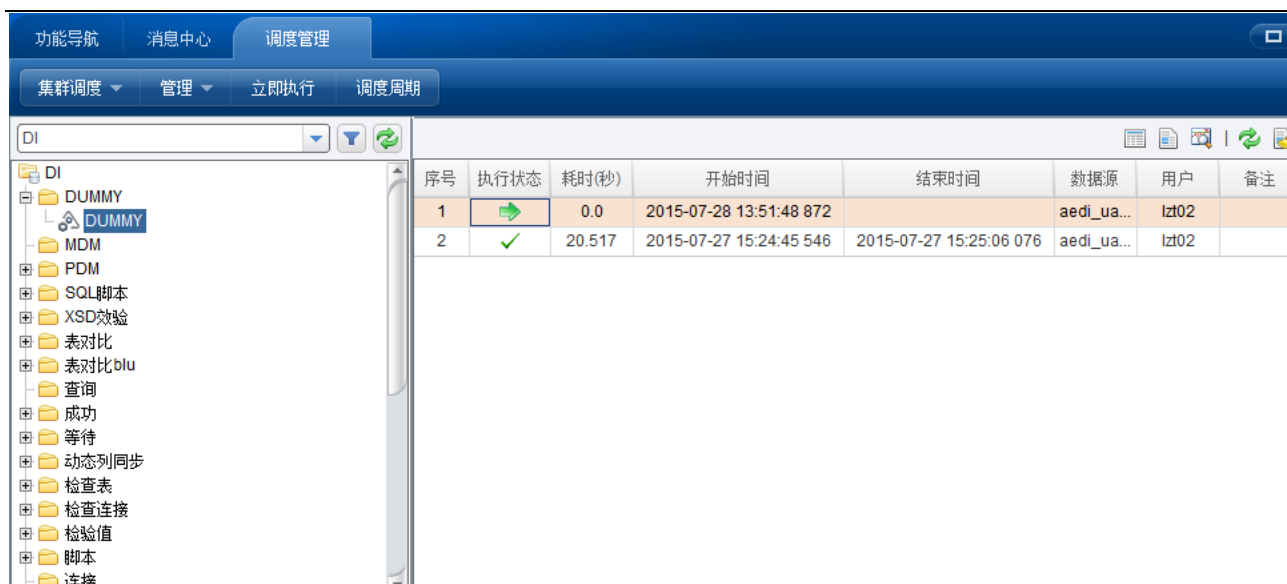 功能导航 消息中心 调度管理
集群调度 管理 立即执行 调度周期
DI
DI
DUMMY
DUMMY
MDM
PDM
SQL脚本
XSD效验
表对比
表对比blu
查询
成功
等待
动态列同步
检查表
检查连接
检验值
脚本
连接
序号 执行状态 耗时(秒) 开始时间 结束时间 数据源 用户 备注
1 0.0 2015-07-28 13:51:48 872 aedi_ua... lzt02
2 20.517 2015-07-27 15:24:45 546 2015-07-27 15:25:06 076 aedi_ua... lzt02